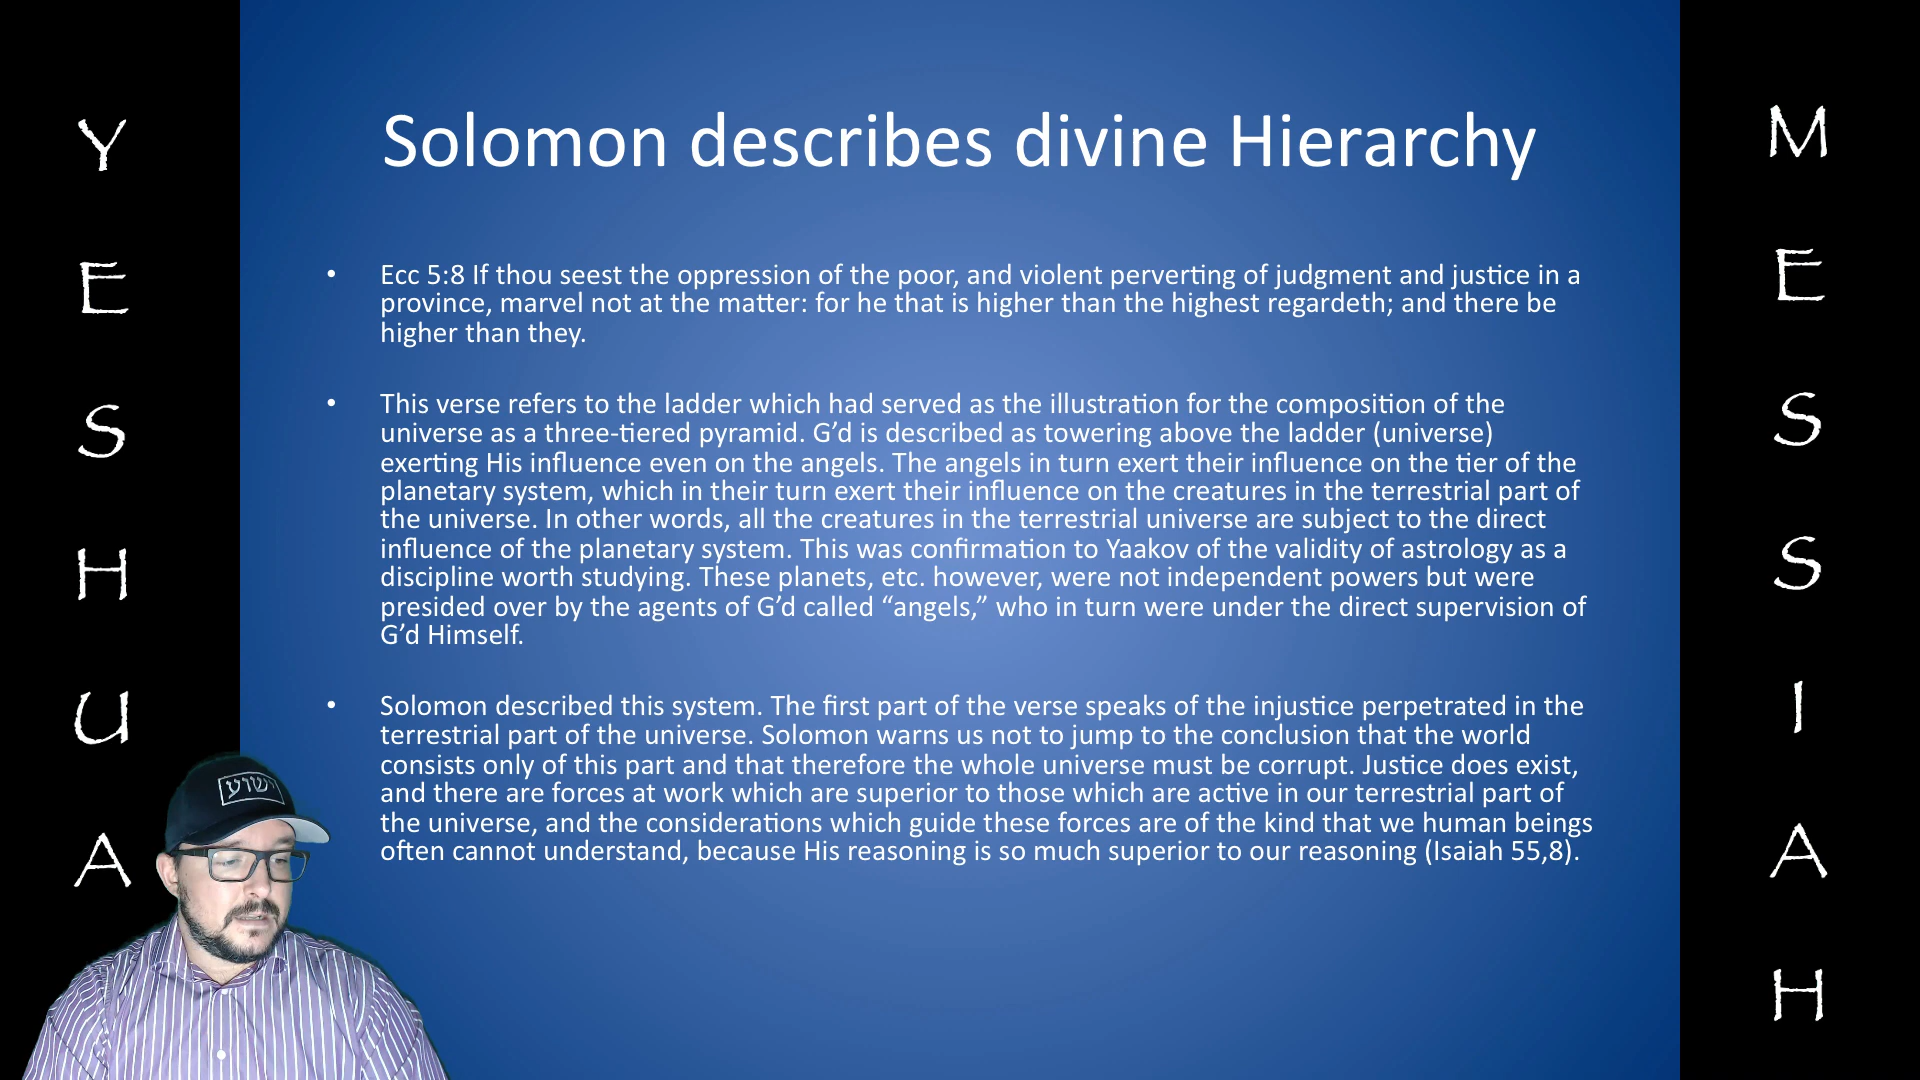 YESHUA
Solomon describes divine Hierarchy
• Ecc 5:8 If thou seest the oppression of the poor, and violent perverting of judgment and justice in a
province, marvel not at the matter: for he that is higher than the highest regardeth; and there be
higher than they.
• This verse refers to the ladder which had served as the illustration for the composition of the
universe as a three-tiered pyramid. G’d is described as towering above the ladder (universe)
exerting His influence even on the angels. The angels in turn exert their influence on the tier of the
planetary system, which in their turn exert their influence on the creatures in the terrestrial part of
the universe. In other words, all the creatures in the terrestrial universe are subject to the direct
influence of the planetary system. This was confirmation to Yaakov of the validity of astrology as a
discipline worth studying. These planets, etc. however, were not independent powers but were
presided over by the agents of G’d called “angels,” who in turn were under the direct supervision of
G’d Himself.
• Solomon described this system. The first part of the verse speaks of the injustice perpetrated in the
terrestrial part of the universe. Solomon warns us not to jump to the conclusion that the world
consists only of this part and that therefore the whole universe must be corrupt. Justice does exist,
and there are forces at work which are superior to those which are active in our terrestrial part of
the universe, and the considerations which guide these forces are of the kind that we human beings
often cannot understand, because His reasoning is so much superior to our reasoning (Isaiah 55,8).
ישוע
MESSIAH